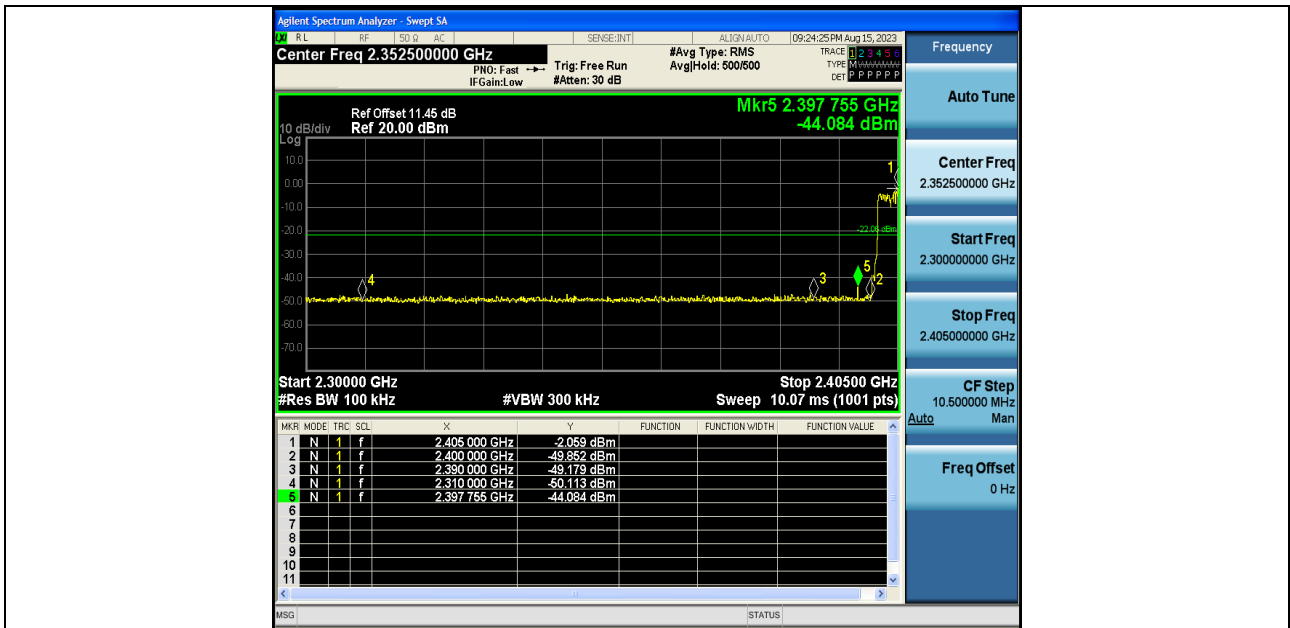 Agilent Spectrum Analyzer - Swept SA
RL RF 50 Ω AC SENSE:INT ALIGN AUTO 09:24:25 PM Aug 15, 2023
Center Freq 2.352500000 GHz
PNO: Fast
IFGain:Low
Trig: Free Run
#Atten: 30 dB
#Avg Type: RMS
Avg|Hold: 500/500
TRACE 1 2 3 4 5 6
TYPE M
DET P P P P P P
Frequency
Auto Tune
Mkr5 2.397 755 GHz
-44.084 dBm
Ref Offset 11.45 dB
10 dB/div Ref 20.00 dBm
Log
10.0
0.00
-10.0
-20.0
-30.0
-40.0
-50.0
-60.0
-70.0
1
-22.06 dBm
4
3
5
2
Start 2.30000 GHz Stop 2.40500 GHz
#Res BW 100 kHz #VBW 300 kHz Sweep 10.07 ms (1001 pts)
Center Freq
2.352500000 GHz
Start Freq
2.300000000 GHz
Stop Freq
2.405000000 GHz
CF Step
10.500000 MHz
Auto Man
Freq Offset
0 Hz
MKR MODE TRC SCL X Y FUNCTION FUNCTION WIDTH FUNCTION VALUE
1 N 1 f 2.405 000 GHz -2.059 dBm
2 N 1 f 2.400 000 GHz -49.852 dBm
3 N 1 f 2.390 000 GHz -49.179 dBm
4 N 1 f 2.310 000 GHz -50.113 dBm
5 N 1 f 2.397 755 GHz -44.084 dBm
6
7
8
9
10
11
MSG STATUS